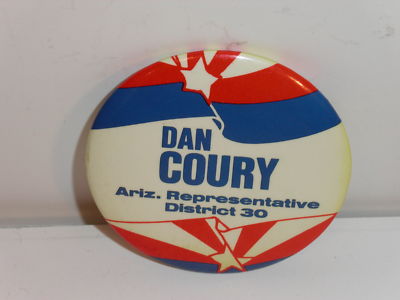 DAN
COURY
Ariz. Representative
District 30